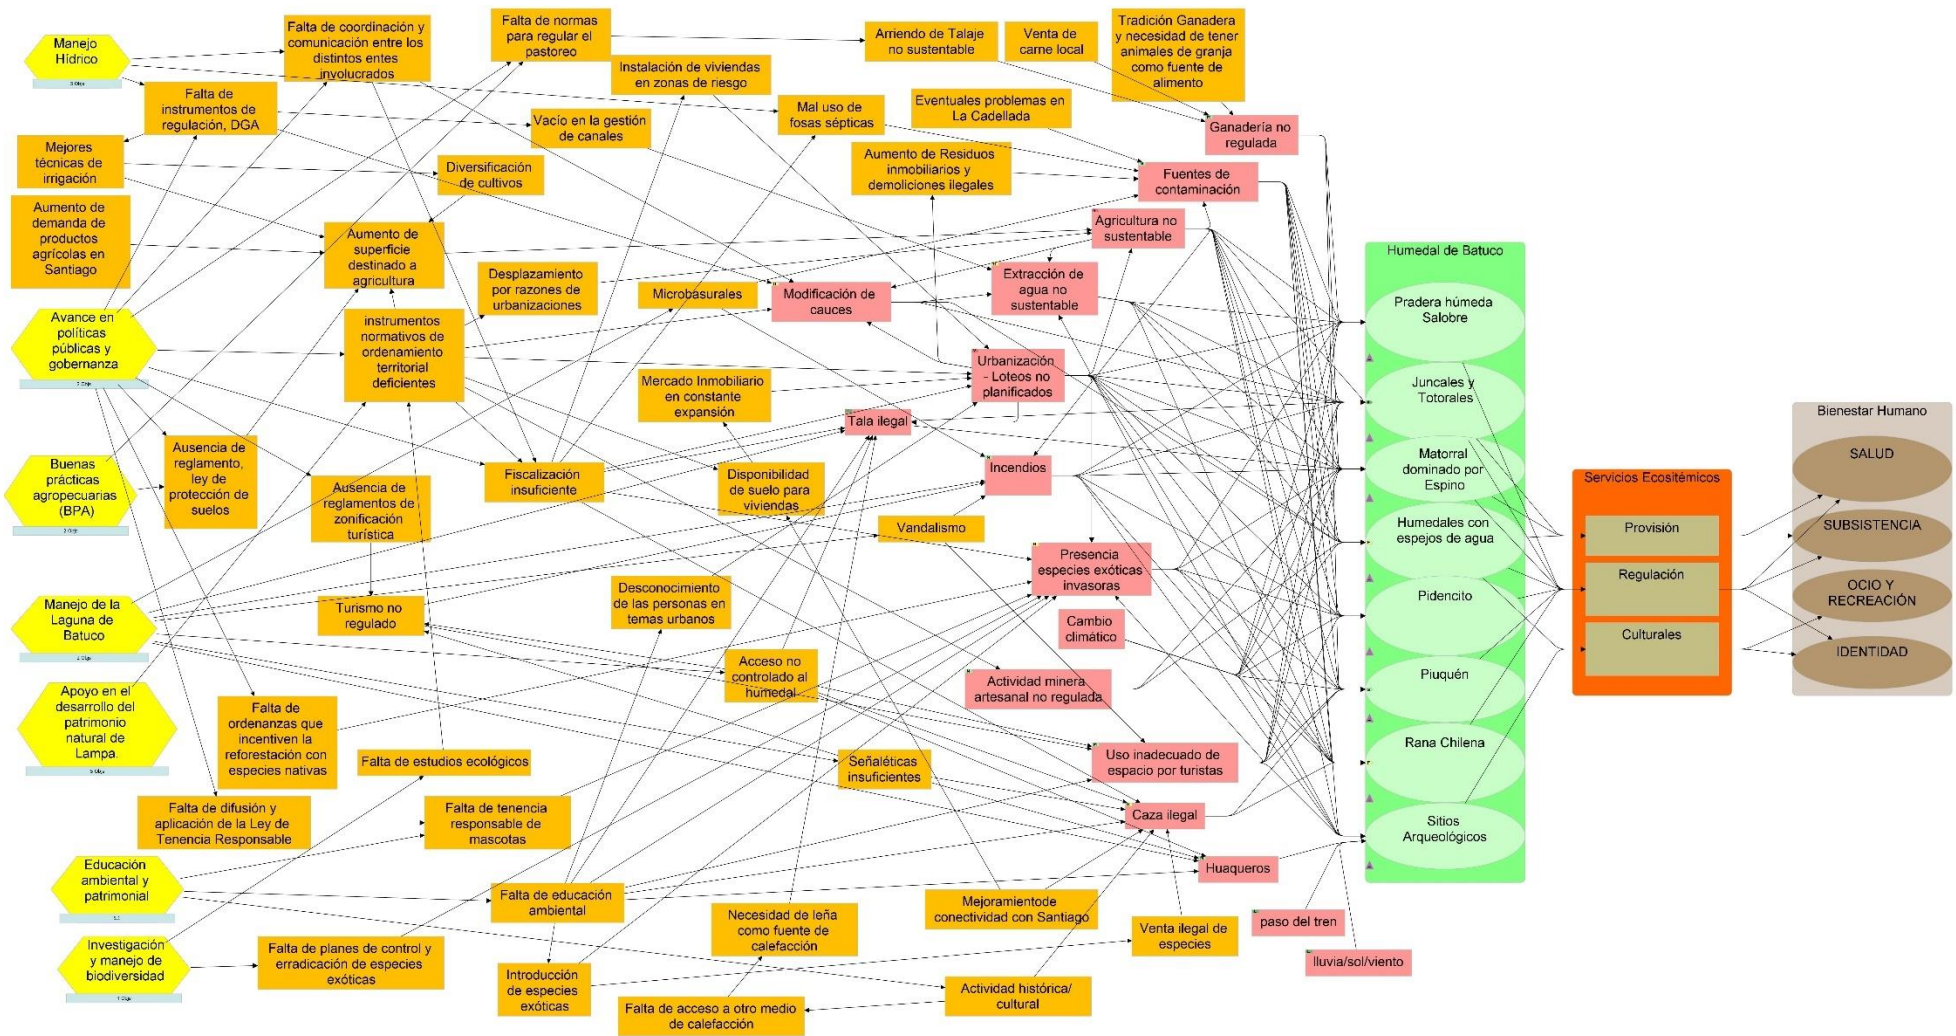 Manejo
Hídrico
3 Objs
Falta de coordinación y
comunicación entre los
distintos entes
involucrados
Falta de normas
para regular el
pastoreo
Arriendo de Talaje
no sustentable
Venta de
carne local
Tradición Ganadera
y necesidad de tener
animales de granja
como fuente de
alimento
Instalación de viviendas
en zonas de riesgo
Falta de
instrumentos de
regulación, DGA
Vacío en la gestión
de canales
Mal uso de
fosas sépticas
Eventuales problemas en
La Cadellada
Ganadería no
regulada
Mejores
técnicas de
irrigación
Diversificación
de cultivos
Aumento de Residuos
inmobiliarios y
demoliciones ilegales
Fuentes de
contaminación
Aumento de
demanda de
productos
agrícolas en
Santiago
Aumento de
superficie
destinado a
agricultura
Agricultura no
sustentable
Desplazamiento
por razones de
urbanizaciones
Microbasurales
Modificación de
cauces
Extracción de
agua no
sustentable
Avance en
políticas
públicas y
gobernanza
7 Objs
instrumentos
normativos de
ordenamiento
territorial
deficientes
Mercado Inmobiliario
en constante
expansión
Urbanización
- Loteos no
planificados
Tala ilegal
Buenas
prácticas
agropecuarias
(BPA)
2 Objs
Ausencia de
reglamento,
ley de
protección de
suelos
Ausencia de
reglamentos de
zonificación
turística
Fiscalización
insuficiente
Disponibilidad
de suelo para
viviendas
Incendios
Vandalismo
Presencia
especies exóticas
invasoras
Manejo de la
Laguna de
Batuco
Turismo no
regulado
Desconocimiento
de las personas en
temas urbanos
Cambio
climático
Acceso no
controlado al
humedal
Actividad minera
artesanal no regulada
Apoyo en el
desarrollo del
patrimonio
natural de
Lampa.
Falta de
ordenanzas que
incentiven la
reforestación con
especies nativas
Falta de estudios ecológicos
Señaléticas
insuficientes
Uso inadecuado de
espacio por turistas
Falta de difusión y
aplicación de la Ley de
Tenencia Responsable
Falta de tenencia
responsable de
mascotas
Caza ilegal
Huaqueros
Educación
ambiental y
patrimonial
Falta de educación
ambiental
Necesidad de leña
como fuente de
calefacción
Mejoramientode
conectividad con Santiago
Venta ilegal de
especies
paso del tren
lluvia/sol/viento
Investigación
y manejo de
biodiversidad
1 Objs
Falta de planes de control y
erradicación de especies
exóticas
Introducción
de especies
exóticas
Falta de acceso a otro medio
de calefacción
Actividad histórica/
cultural
Humedal de Batuco
Pradera húmeda
Salobre
Juncales y
Totorales
Matorral
dominado por
Espino
Humedales con
espejos de agua
Pidencito
Piuquén
Rana Chilena
Sitios
Arqueológicos
Servicios Ecositémicos
Provisión
Regulación
Culturales
Bienestar Humano
SALUD
SUBSISTENCIA
OCIO Y
RECREACIÓN
IDENTIDAD